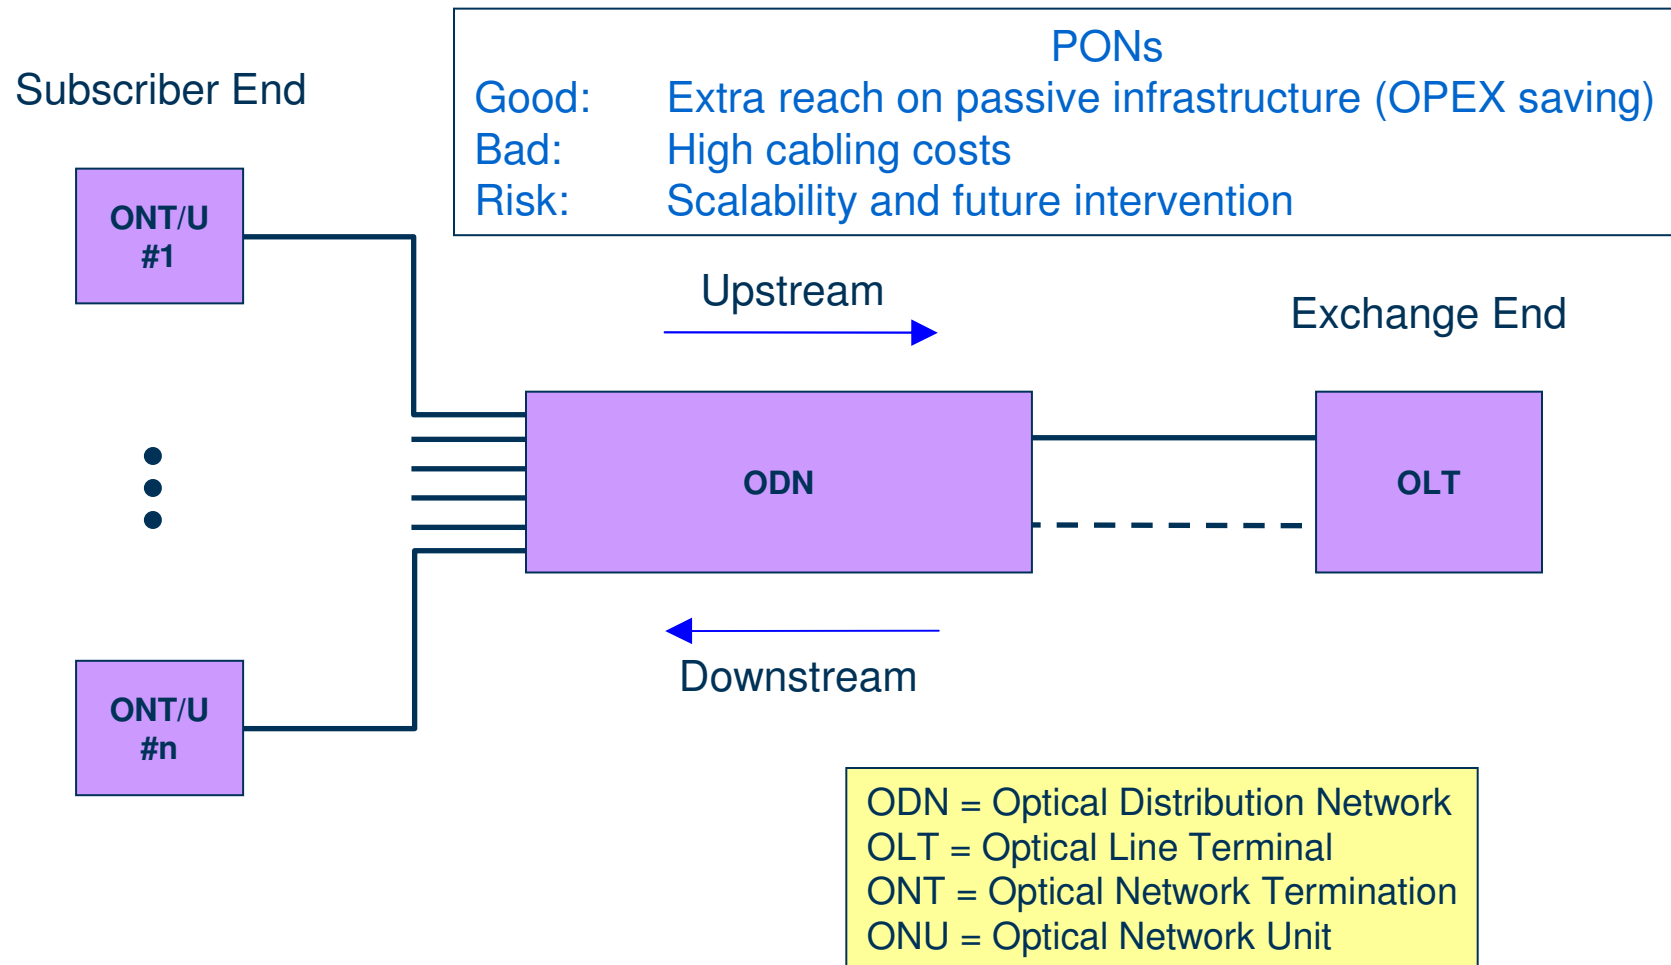 PONs
Subscriber End
Good: Extra reach on passive infrastructure (OPEX saving)
Bad: High cabling costs
Risk: Scalability and future intervention
ONT/U
#1
Upstream
Exchange End
ODN
OLT
Downstream
ONT/U
#n
ODN = Optical Distribution Network
OLT = Optical Line Terminal
ONT = Optical Network Termination
ONU = Optical Network Unit